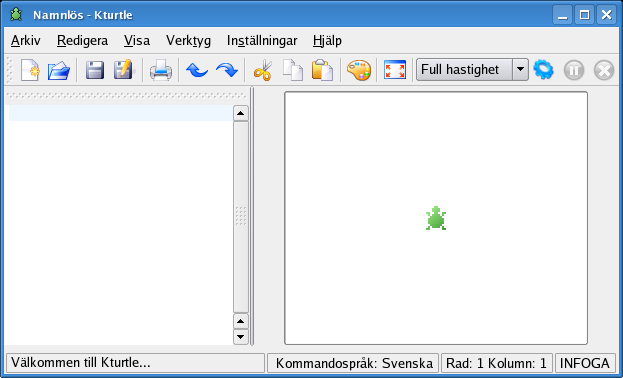 Namnlös - Kturtle
Arkiv Redigera Visa Verktyg Inställningar Hjälp
Full hastighet
Välkommen till Kturtle... Kommandospråk: Svenska Rad: 1 Kolumn: 1 INFOGA